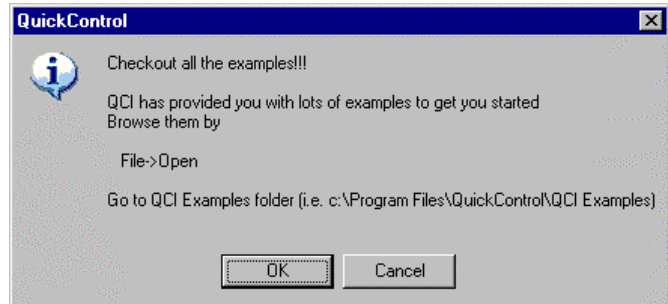 QuickControl
Checkout all the examples!!!
QCI has provided you with lots of examples to get you started
Browse them by
File->Open
Go to QCI Examples folder (i.e. c:\Program Files\QuickControl\QCI Examples)
OK
Cancel